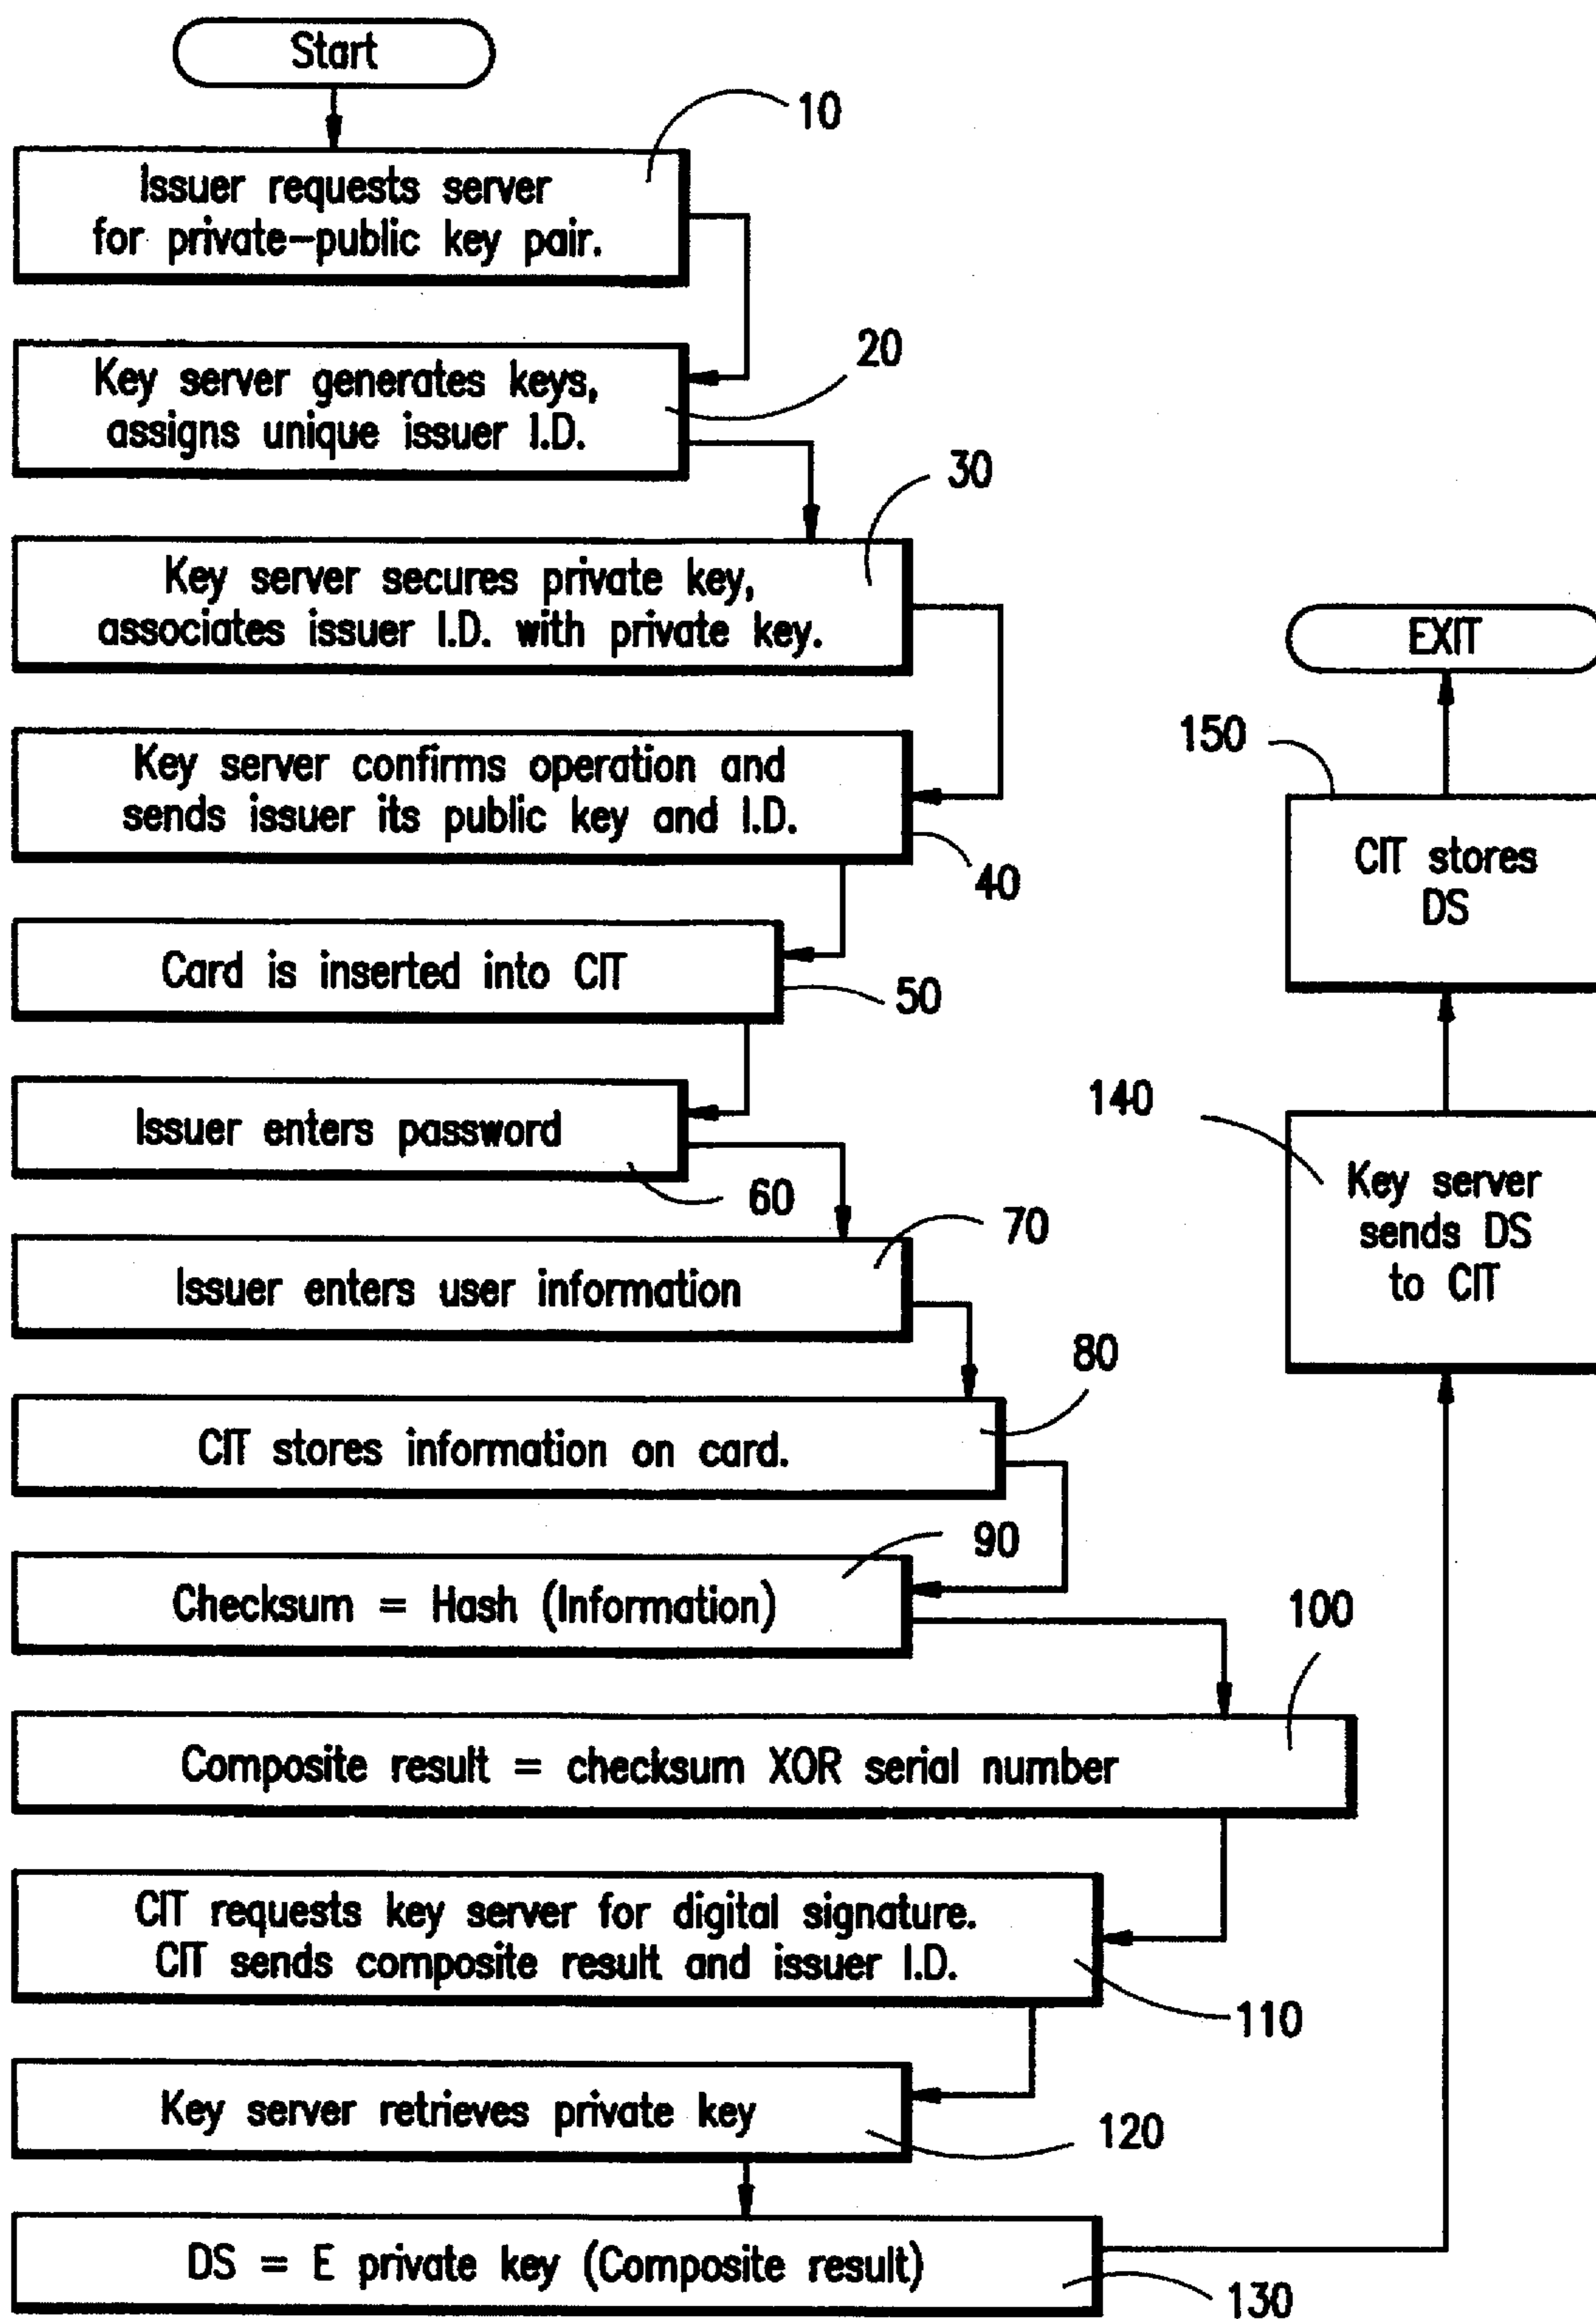 Start
10
Issuer requests server
for private-public key pair.
20
Key server generates keys,
assigns unique issuer I.D.
30
Key server secures private key,
associates issuer I.D. with private key.
Key server confirms operation and
sends issuer its public key and I.D.
40
Card is inserted into CIT
50
Issuer enters password
60
70
Issuer enters user information
80
CIT stores information on card.
90
Checksum = Hash (Information)
100
Composite result = checksum XOR serial number
CIT requests key server for digital signature.
CIT sends composite result and issuer I.D.
110
Key server retrieves private key
120
DS = E private key (Composite result)
130
140
Key server
sends DS
to CIT
150
CIT stores
DS
EXIT